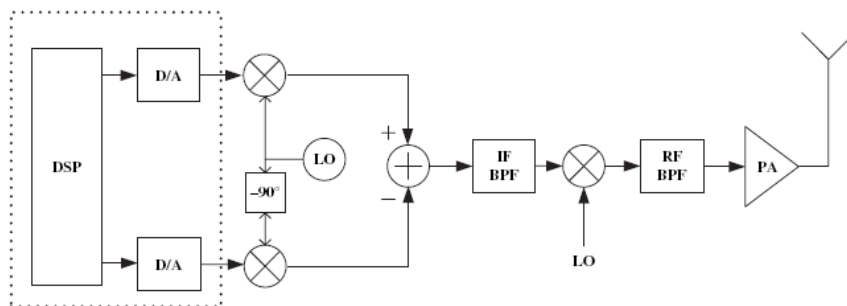 DSP
D/A
LO
−90°
D/A
+
−
IF
BPF
LO
RF
BPF
PA